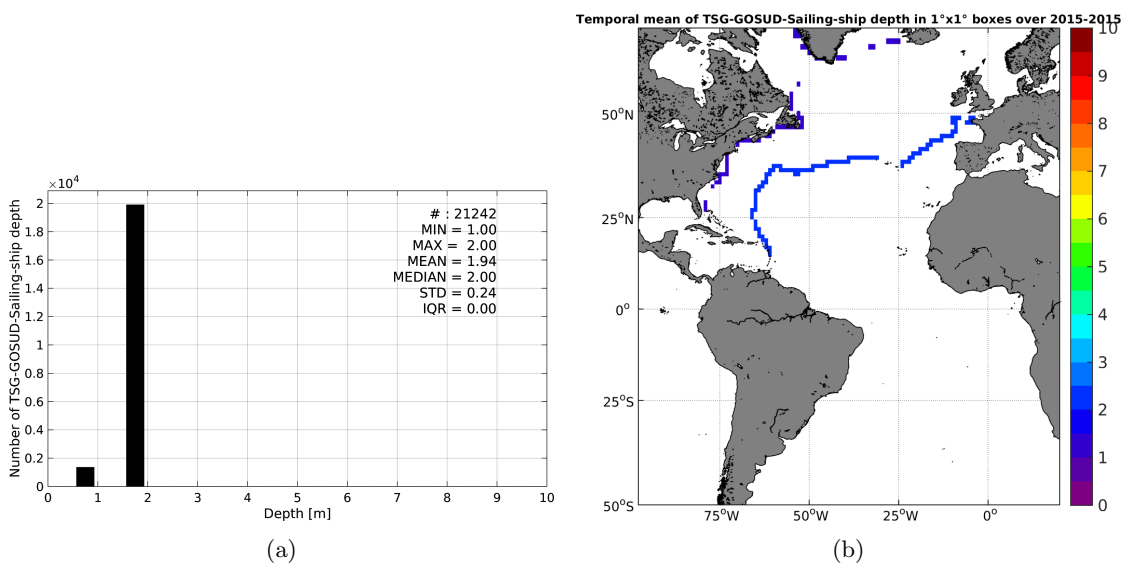 ×10⁴
Number of TSG-GOSUD-Sailing-ship depth
2
1.8
1.6
1.4
1.2
1
0.8
0.6
0.4
0.2
0
# : 21242
MIN = 1.00
MAX = 2.00
MEAN = 1.94
MEDIAN = 2.00
STD = 0.24
IQR = 0.00
0 1 2 3 4 5 6 7 8 9 10
Depth [m]
(a)
Temporal mean of TSG-GOSUD-Sailing-ship depth in 1°x1° boxes over 2015-2015
50°N
25°N
0°
25°S
50°S
75°W 50°W 25°W 0°
10
9
8
7
6
5
4
3
2
1
0
(b)